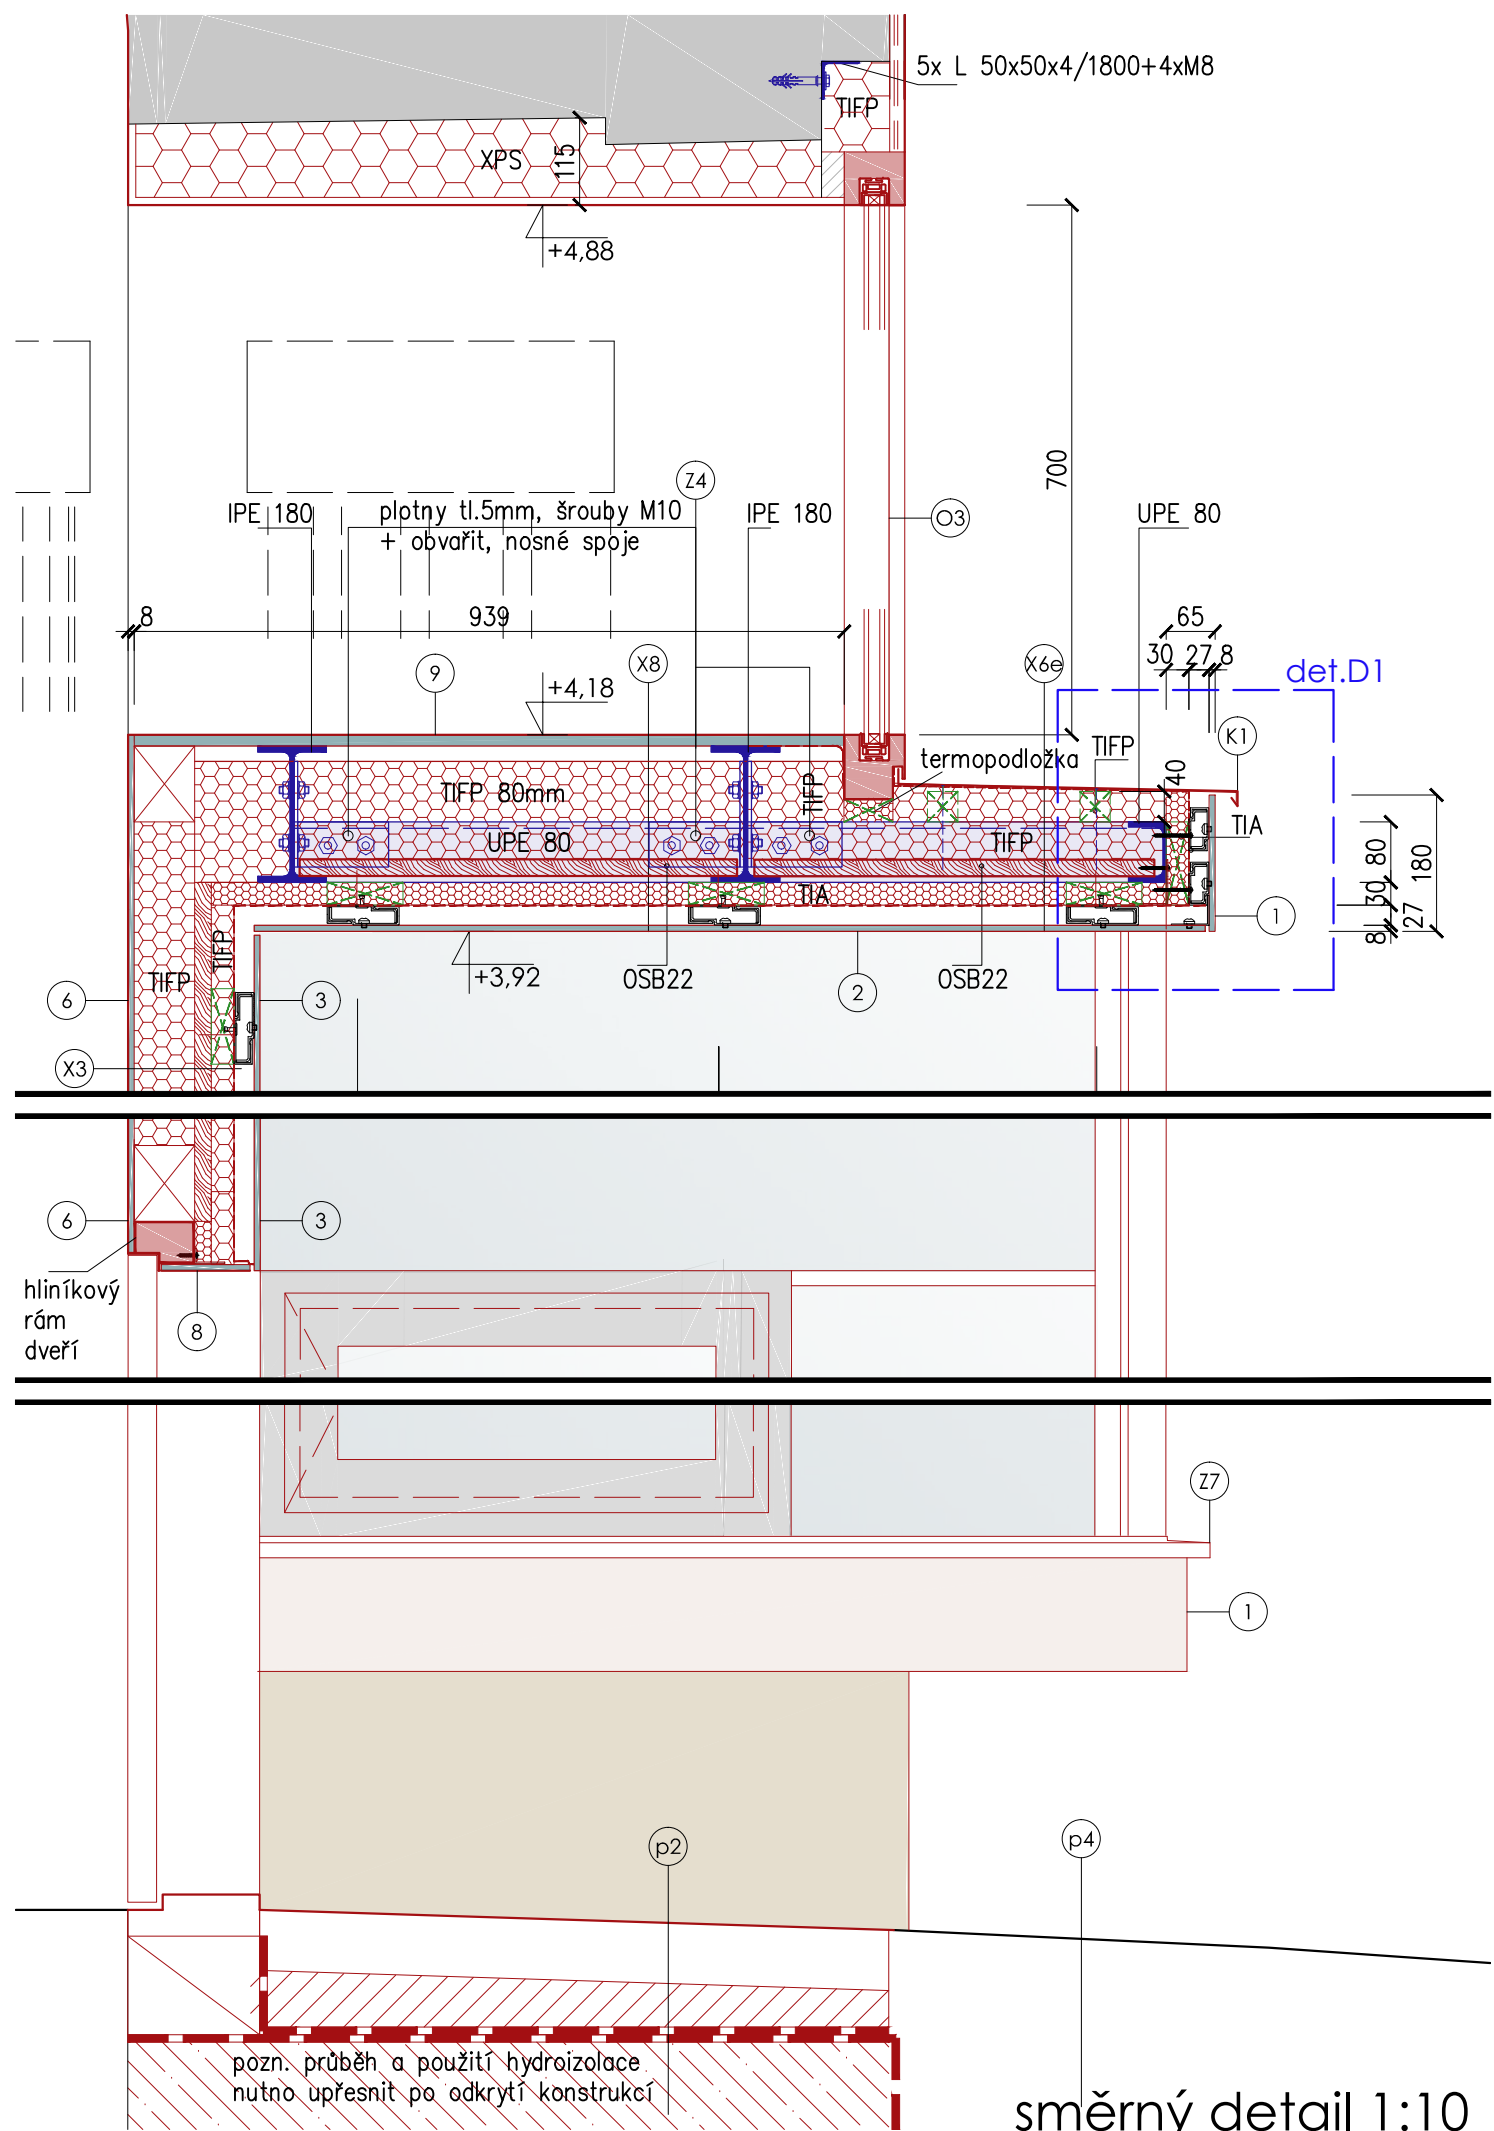 5x L 50x50x4/1800+4xM8
TIFP
XPS
115
+4,88
700
Z4
IPE 180
plotny tl.5mm, šrouby M10
+ obvařit, nosné spoje
IPE 180
O3
UPE 80
8
939
65
30
27
8
9
X8
X6e
det.D1
+4,18
K1
TIFP
termopodložka
40
TIFP 80mm
TIFP
TIA
UPE 80
TIFP
80
180
TIA
30
27
8
1
TIFP
TIFP
+3,92
OSB22
2
OSB22
6
3
X3
6
3
hliníkový
rám
dveří
8
Z7
1
p2
p4
pozn. průběh a použití hydroizolace
nutno upřesnit po odkrytí konstrukcí
směrný detail 1:10